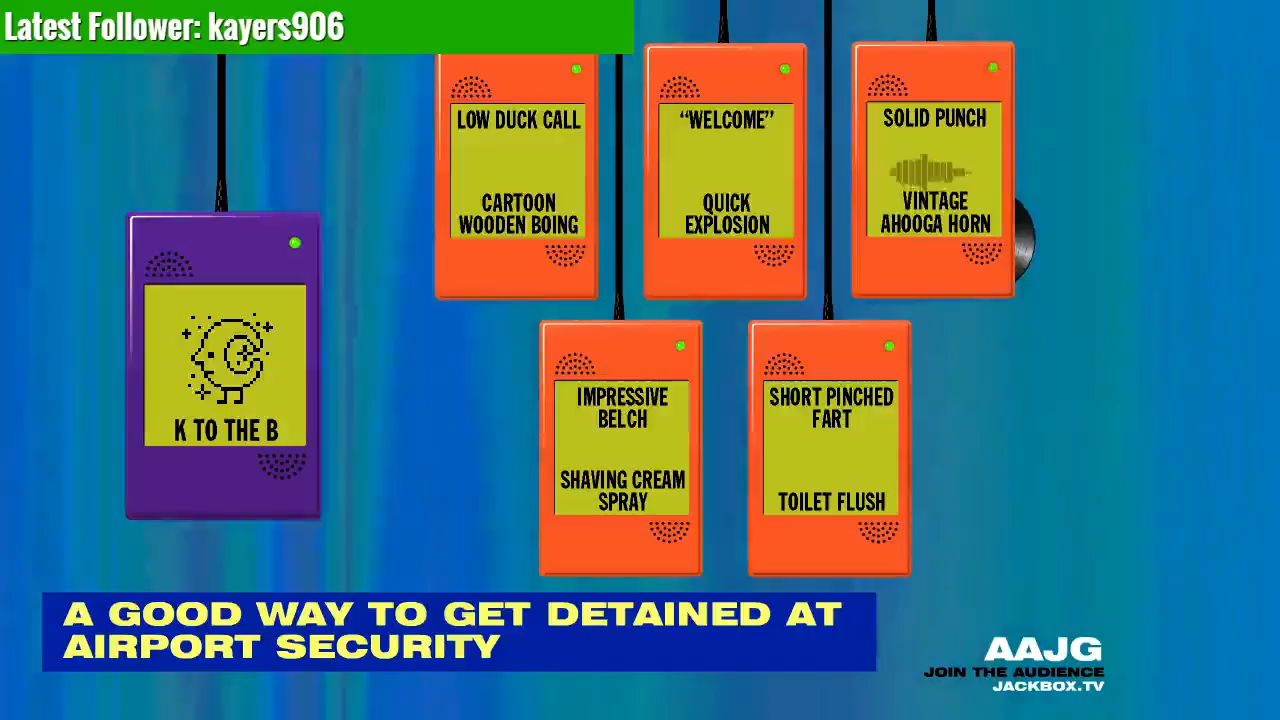 Latest Follower: kayers906
LOW DUCK CALL
CARTOON
WOODEN BOING
“WELCOME”
QUICK
EXPLOSION
SOLID PUNCH
VINTAGE
AHOOGA HORN
K TO THE B
IMPRESSIVE
BELCH
SHAVING CREAM
SPRAY
SHORT PINCHED
FART
TOILET FLUSH
A GOOD WAY TO GET DETAINED AT
AIRPORT SECURITY
AAJG
JOIN THE AUDIENCE
JACKBOX.TV